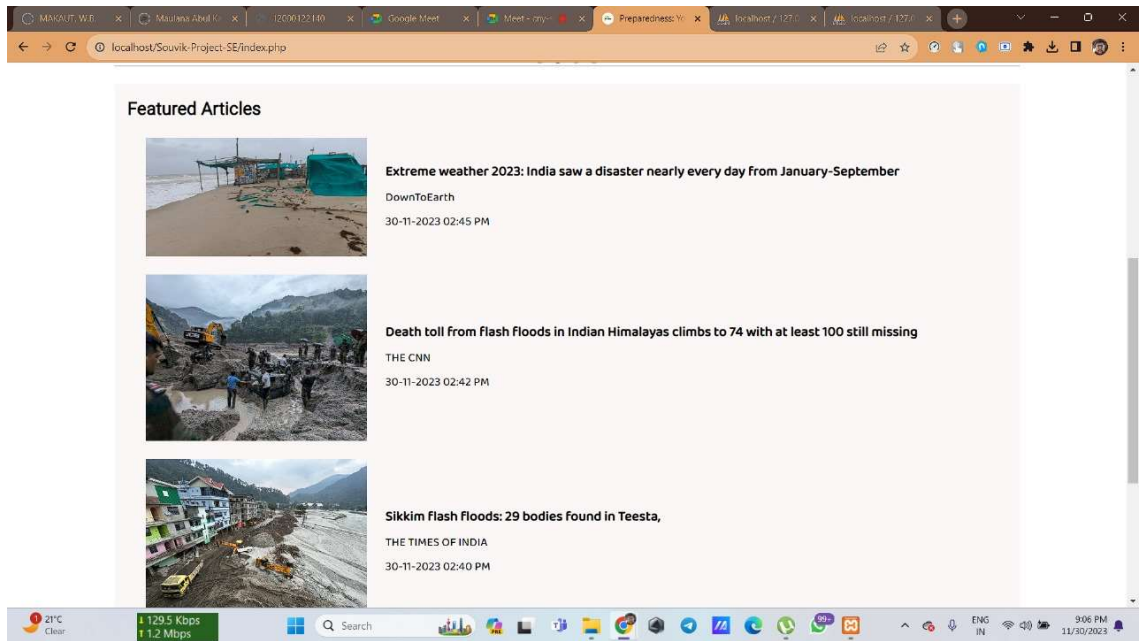 MAKAUT, W.B.
Maulana Abul K
12000122140
Google Meet
Meet - cny-
Preparedness: Yo
localhost / 127.0
localhost / 127.0
localhost/Souvik-Project-SE/index.php
Featured Articles
Extreme weather 2023: India saw a disaster nearly every day from January-September
DownToEarth
30-11-2023 02:45 PM
Death toll from flash floods in Indian Himalayas climbs to 74 with at least 100 still missing
THE CNN
30-11-2023 02:42 PM
Sikkim flash floods: 29 bodies found in Teesta,
THE TIMES OF INDIA
30-11-2023 02:40 PM
21°C
Clear
129.5 Kbps
1.2 Mbps
Search
99+
ENG
IN
9:06 PM
11/30/2023